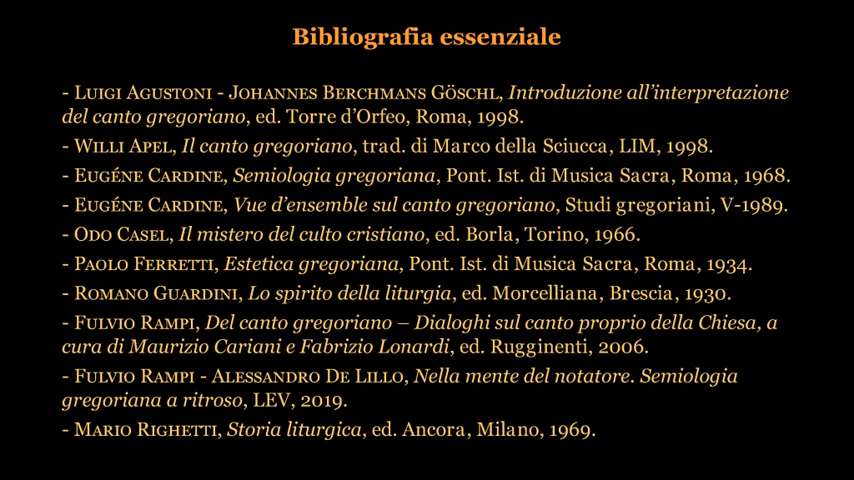 Bibliografia essenziale
- Luigi Agustoni - Johannes Berchmans Göschl, Introduzione all'interpretazione
del canto gregoriano, ed. Torre d'Orfeo, Roma, 1998.
- Willi Apel, Il canto gregoriano, trad. di Marco della Sciucca, LIM, 1998.
- Eugéne Cardine, Semiologia gregoriana, Pont. Ist. di Musica Sacra, Roma, 1968.
- Eugéne Cardine, Vue d'ensemble sul canto gregoriano, Studi gregoriani, V-1989.
- Odo Casel, Il mistero del culto cristiano, ed. Borla, Torino, 1966.
- Paolo Ferretti, Estetica gregoriana, Pont. Ist. di Musica Sacra, Roma, 1934.
- Romano Guardini, Lo spirito della liturgia, ed. Morcelliana, Brescia, 1930.
- Fulvio Rampi, Del canto gregoriano – Dialoghi sul canto proprio della Chiesa, a
cura di Maurizio Cariani e Fabrizio Lonardi, ed. Rugginenti, 2006.
- Fulvio Rampi - Alessandro De Lillo, Nella mente del notatore. Semiologia
gregoriana a ritroso, LEV, 2019.
- Mario Righetti, Storia liturgica, ed. Ancora, Milano, 1969.